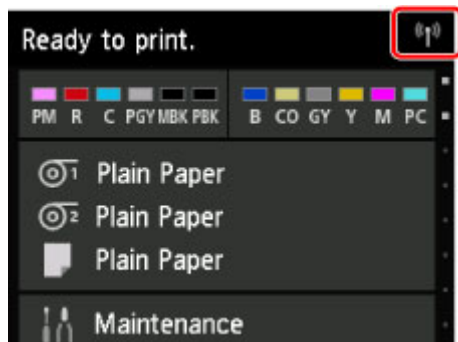 Ready to print.
PM R C PGY MBK PBK B CO GY Y M PC
1 Plain Paper
2 Plain Paper
Plain Paper
Maintenance